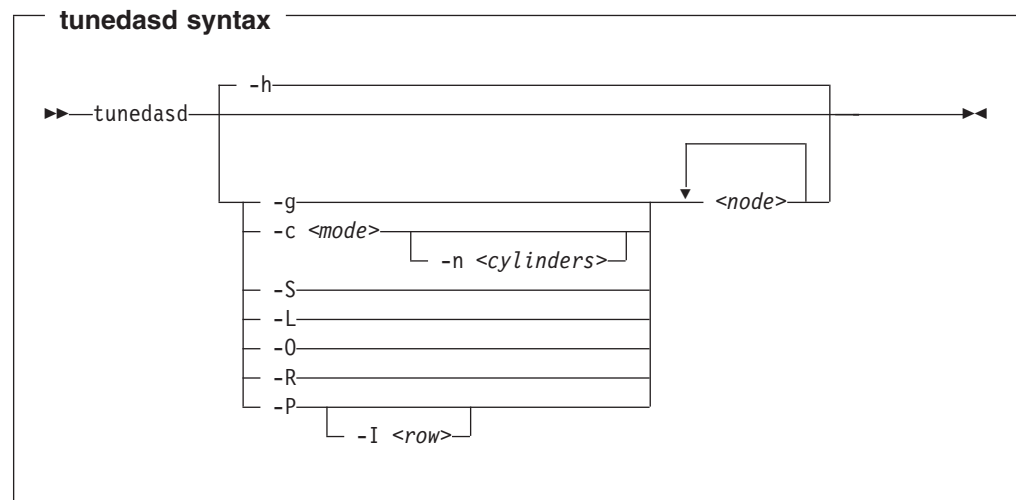 tunedasd syntax
-h
tunedasd
-g <node>
-c <mode>
-n <cylinders>
-S
-L
-O
-R
-P
-I <row>